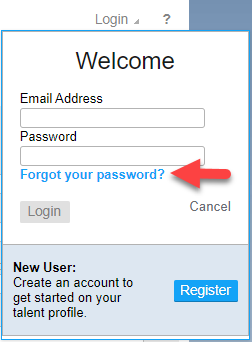 Login ?
Welcome
Email Address
Password
Forgot your password?
Login Cancel
New User:
Create an account to
get started on your
talent profile.
Register